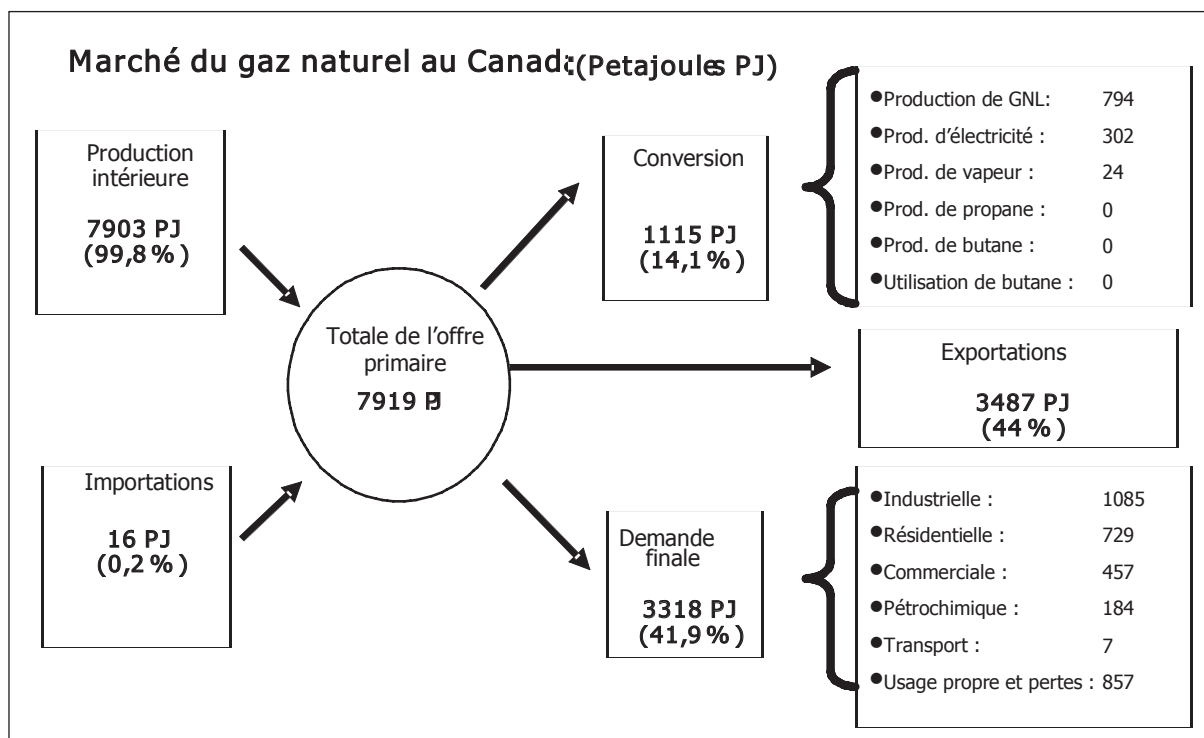 Marché du gaz naturel au Canada:(Petajoules PJ)
Production
intérieure
7903 PJ
(99,8 %)
Importations
16 PJ
(0,2 %)
Totale de l’offre
primaire
7919 PJ
Conversion
1115 PJ
(14,1 %)
●Production de GNL: 794
●Prod. d’électricité : 302
●Prod. de vapeur : 24
●Prod. de propane : 0
●Prod. de butane : 0
●Utilisation de butane : 0
Exportations
3487 PJ
(44 %)
Demande
finale
3318 PJ
(41,9 %)
●Industrielle : 1085
●Résidentielle : 729
●Commerciale : 457
●Pétrochimique : 184
●Transport : 7
●Usage propre et pertes : 857